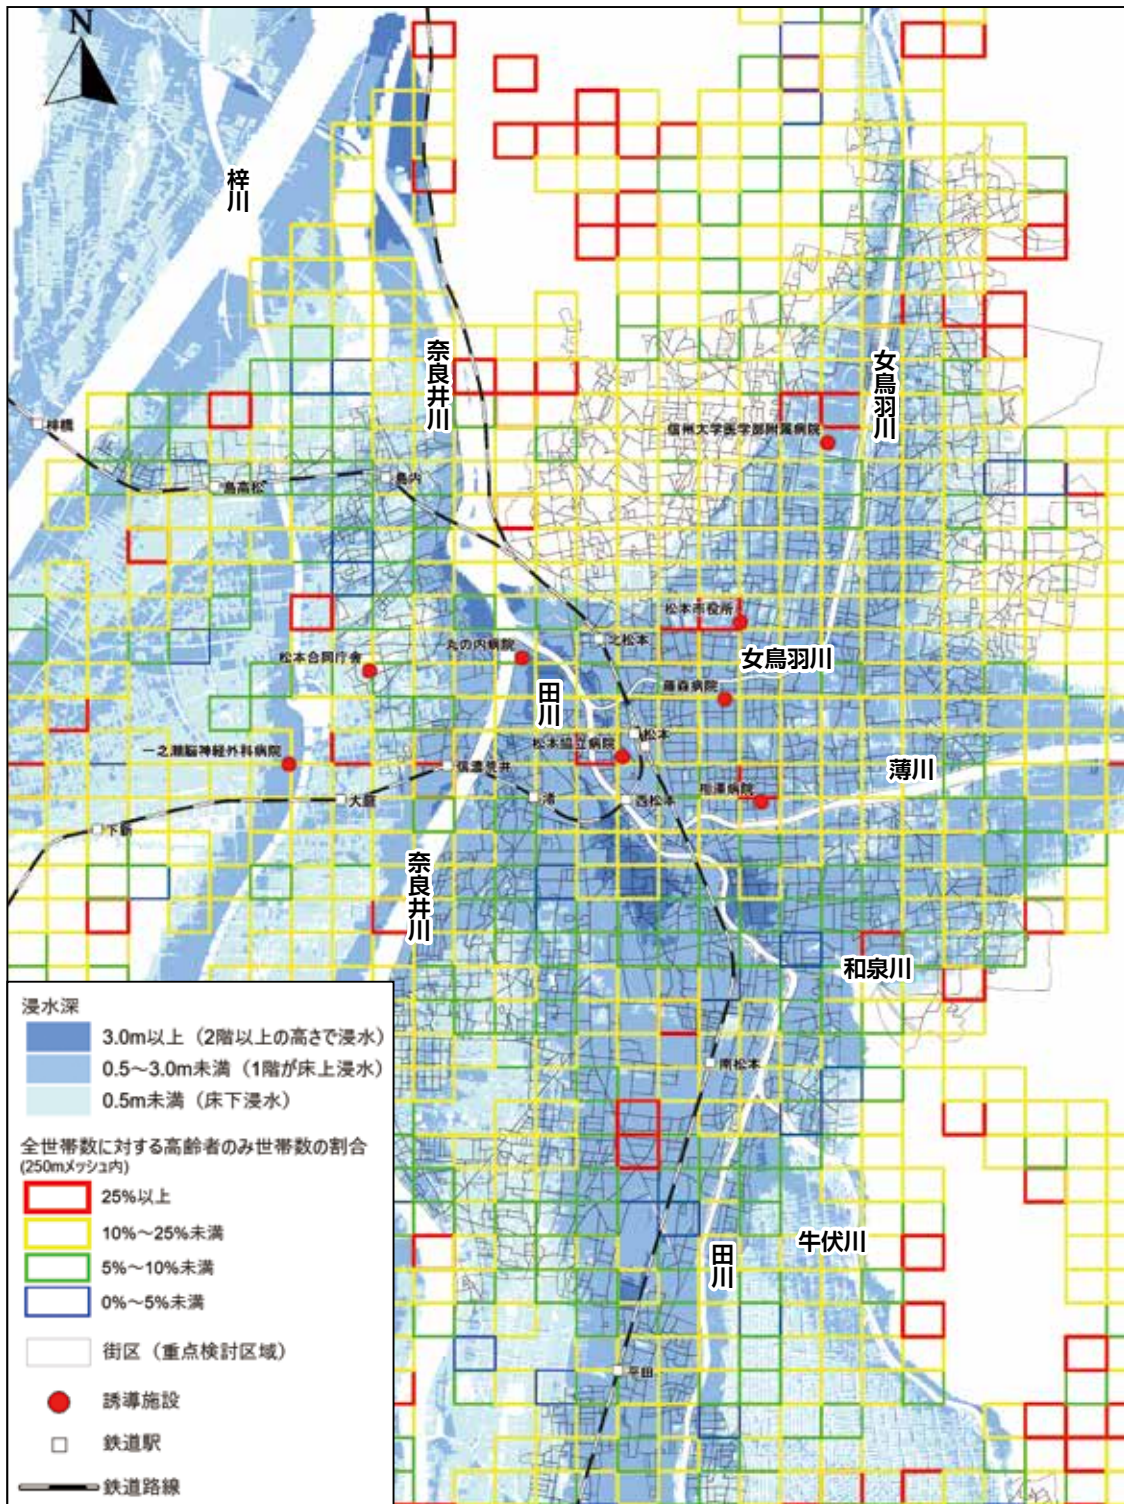 N
梓川
奈良井川
女鳥羽川
梓橋
信州大学医学部附属病院
島内
島高松
松本市役所
北松本
丸の内病院
女鳥羽川
松本合同庁舎
藤森病院
田川
松本
松本協立病院
一之瀬脳神経外科病院
信濃荒井
薄川
相澤病院
大庭
渚
西松本
下新
奈良井川
和泉川
南松本
牛伏川
田川
平田
浸水深
3.0m以上（2階以上の高さで浸水）
0.5～3.0m未満（1階が床上浸水）
0.5m未満（床下浸水）
全世帯数に対する高齢者のみ世帯数の割合
(250mメッシュ内)
25%以上
10%～25%未満
5%～10%未満
0%～5%未満
街区（重点検討区域）
誘導施設
鉄道駅
鉄道路線